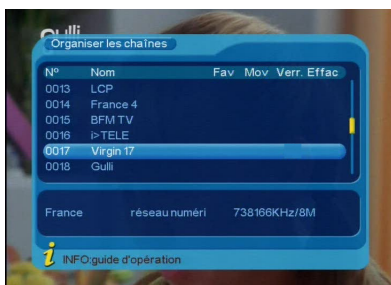 Gulli
Organiser les chaînes
N° Nom Fav Mov Verr. Effac
0013 LCP
0014 France 4
0015 BFM TV
0016 i>TELE
0017 Virgin 17
0018 Gulli
France réseau numéri 738166KHz/8M
i INFO:guide d'opération